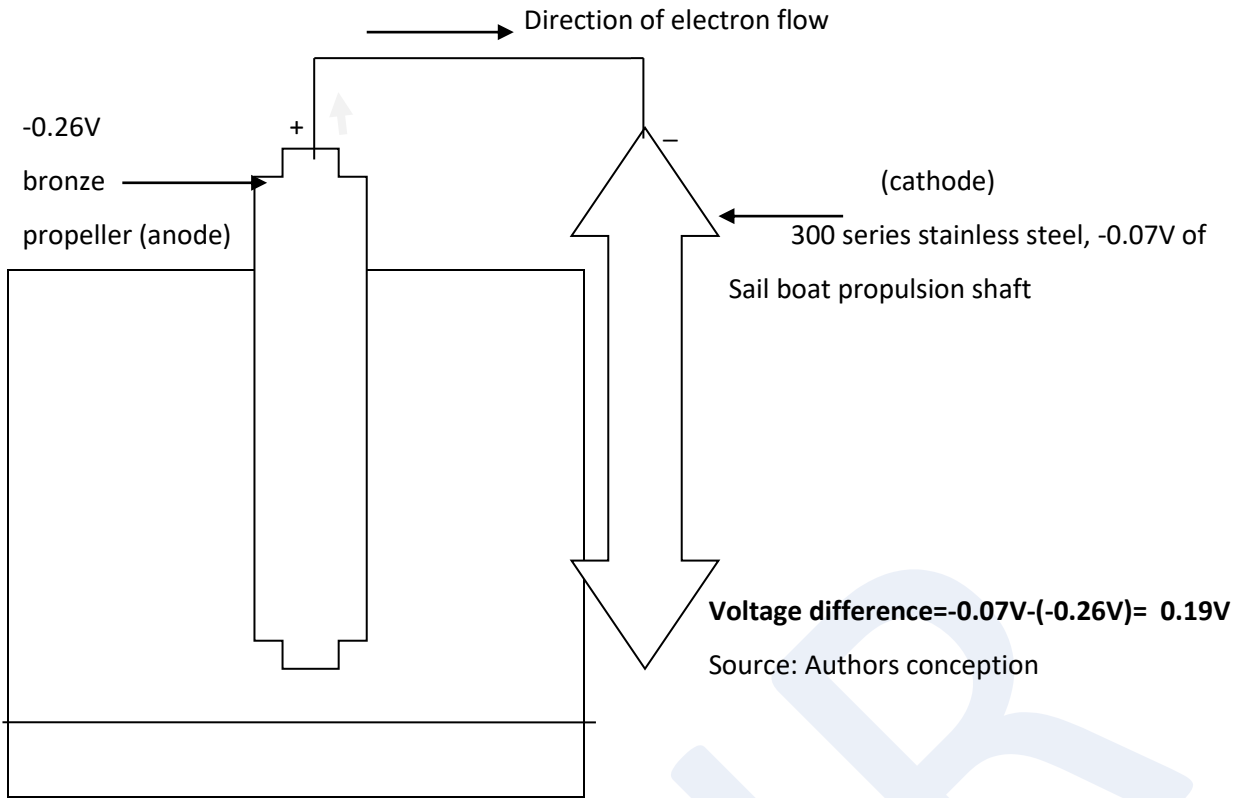 Direction of electron flow
-0.26V
+
–
bronze
(cathode)
propeller (anode)
300 series stainless steel, -0.07V of
Sail boat propulsion shaft
Voltage difference=-0.07V-(-0.26V)= 0.19V
Source: Authors conception